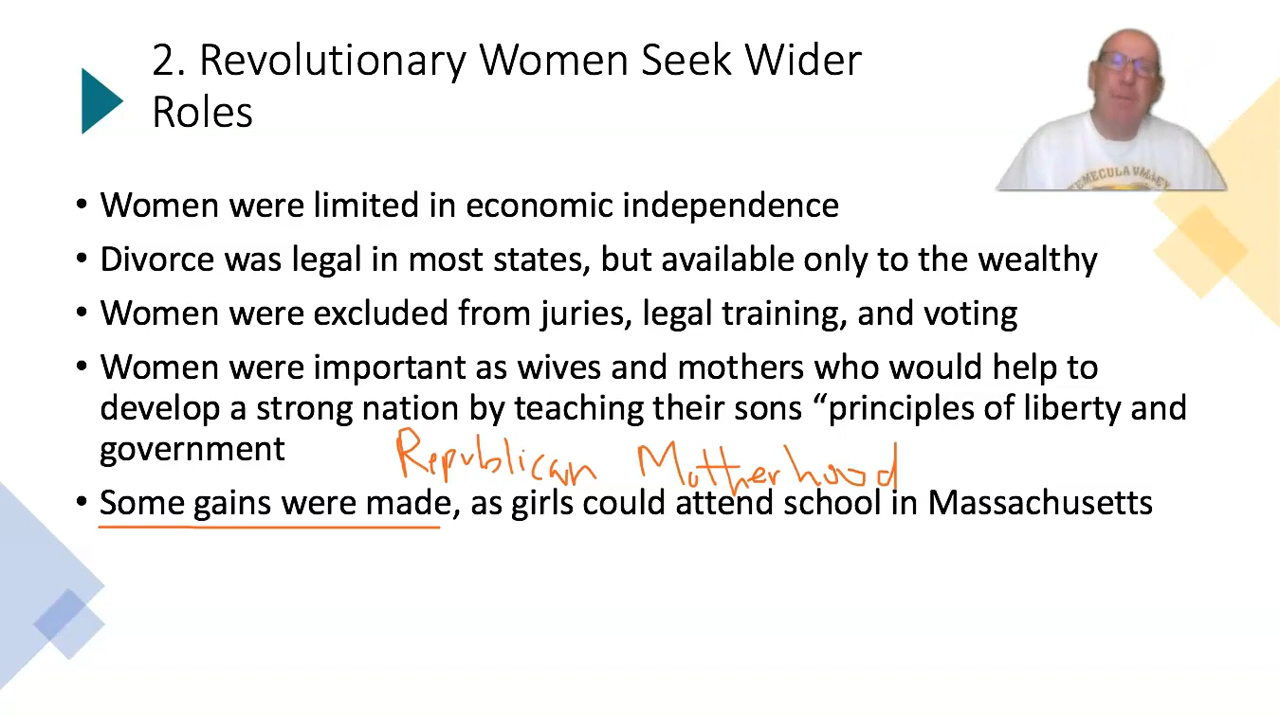 2. Revolutionary Women Seek Wider
Roles
TEMECULA VALLEY
• Women were limited in economic independence
• Divorce was legal in most states, but available only to the wealthy
• Women were excluded from juries, legal training, and voting
• Women were important as wives and mothers who would help to
develop a strong nation by teaching their sons “principles of liberty and
government
Republican Motherhood
• Some gains were made, as girls could attend school in Massachusetts